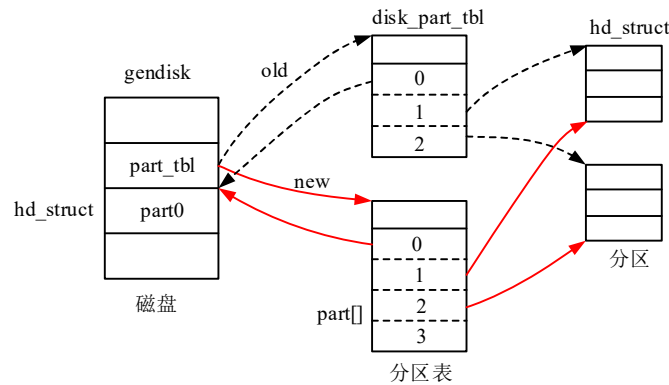 disk_part_tbl
hd_struct
gendisk
old
0
1
2
part_tbl
new
hd_struct
part0
0
1
2
3
part[]
磁盘
分区
分区表